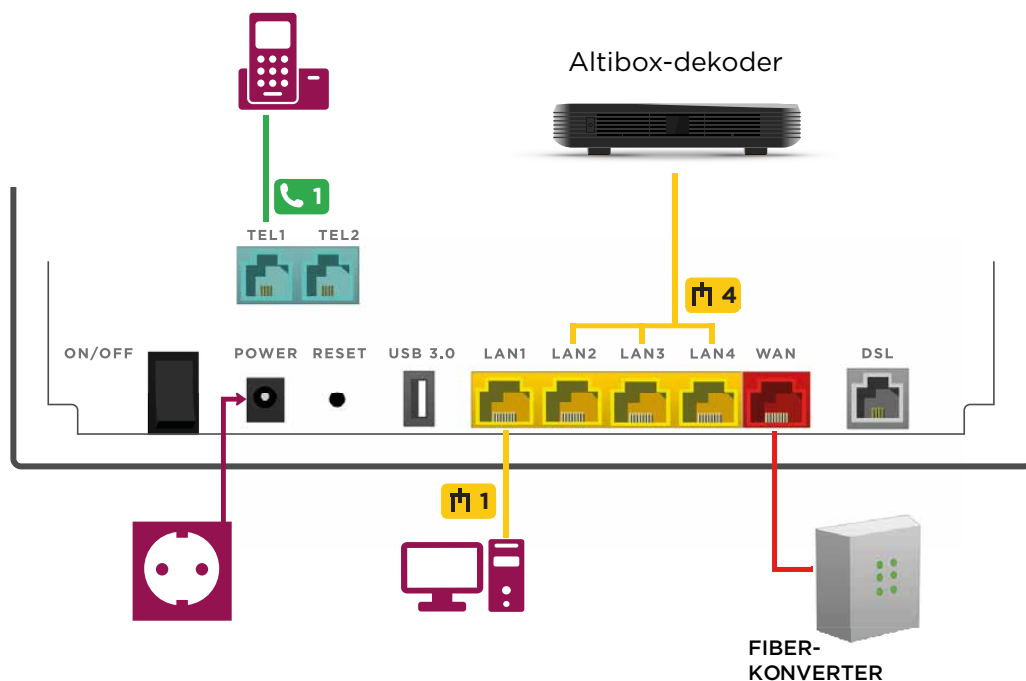 Altibox-dekoder
1
TEL1 TEL2
4
ON/OFF POWER RESET USB 3.0 LAN1 LAN2 LAN3 LAN4 WAN DSL
1
FIBER-
KONVERTER